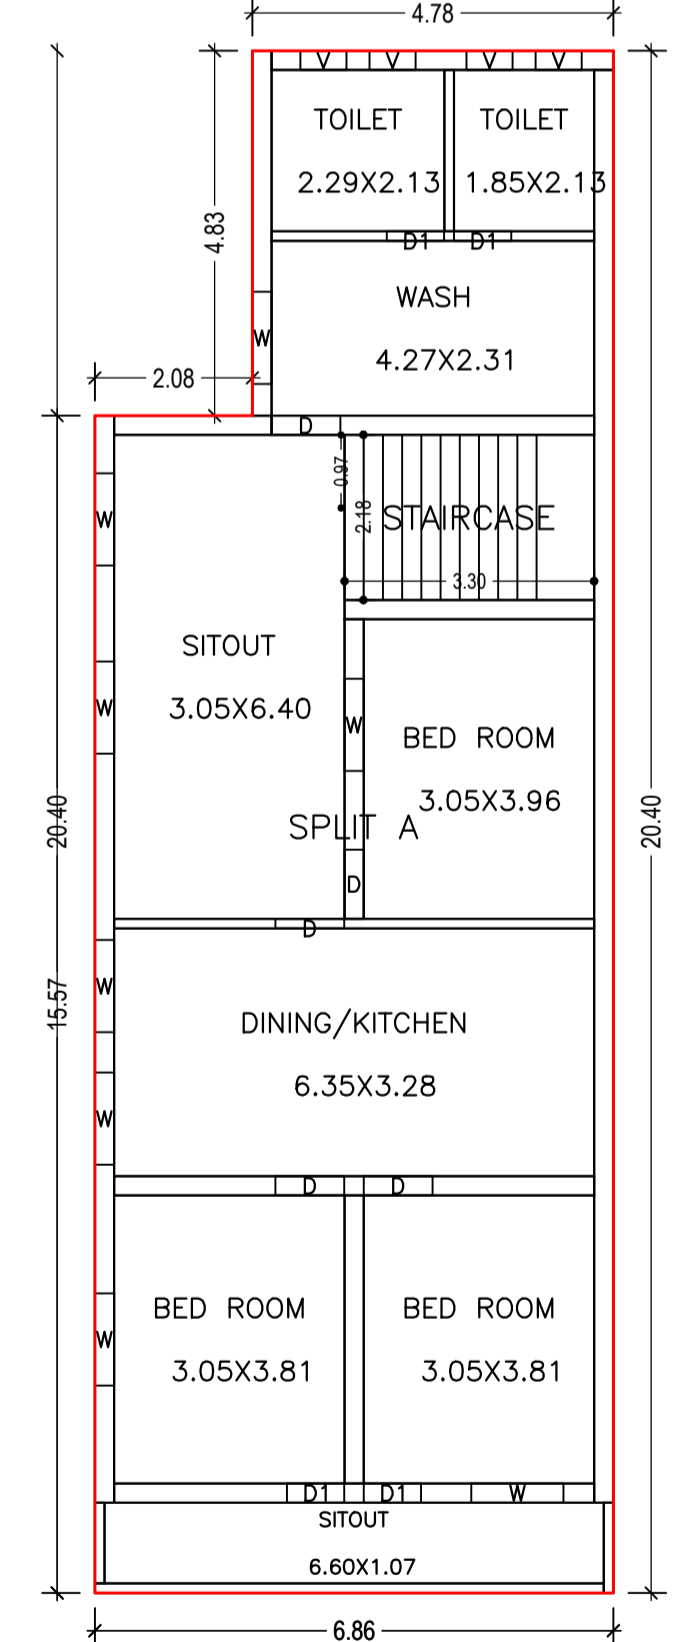 4.78
V V V V
TOILET TOILET
2.29X2.13 1.85X2.13
4.83
D1 D1
WASH
W
4.27X2.31
2.08
D
0.97
2.18
STAIRCASE
W
3.30
SITOUT
W
3.05X6.40
W
BED ROOM
3.05X3.96
20.40
20.40
SPLIT A
D
D
W
15.57
DINING/KITCHEN
6.35X3.28
W
D D
BED ROOM BED ROOM
W
3.05X3.81 3.05X3.81
D1 D1 W
SITOUT
6.60X1.07
6.86